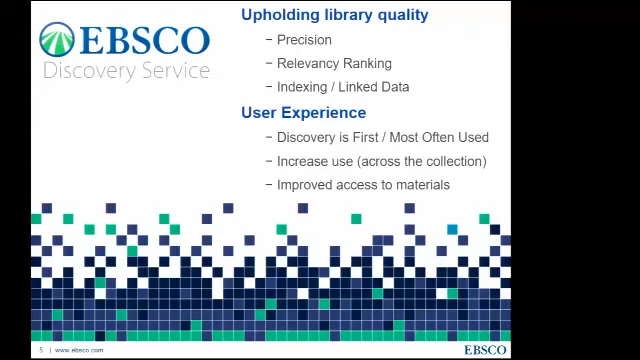 EBSCO
Discovery Service
Upholding library quality
− Precision
− Relevancy Ranking
− Indexing / Linked Data
User Experience
− Discovery is First / Most Often Used
− Increase use (across the collection)
− Improved access to materials
5 | www.ebsco.com
EBSCO